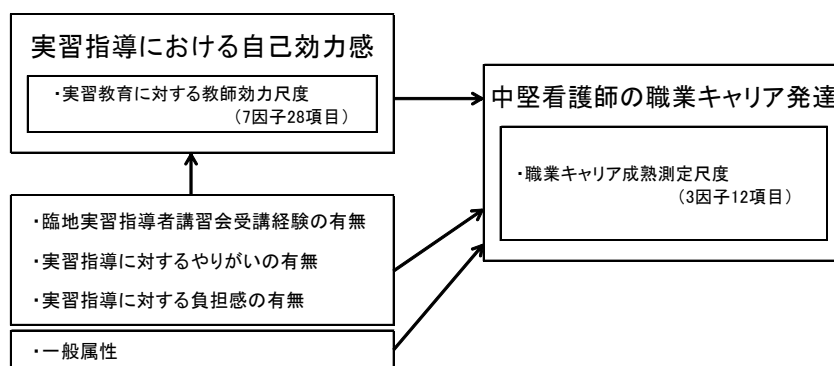 実習指導における自己効力感
・実習教育に対する教師効力尺度
（7因子28項目）
中堅看護師の職業キャリア発達
・職業キャリア成熟測定尺度
（3因子12項目）
・臨地実習指導者講習会受講経験の有無
・実習指導に対するやりがいの有無
・実習指導に対する負担感の有無
・一般属性